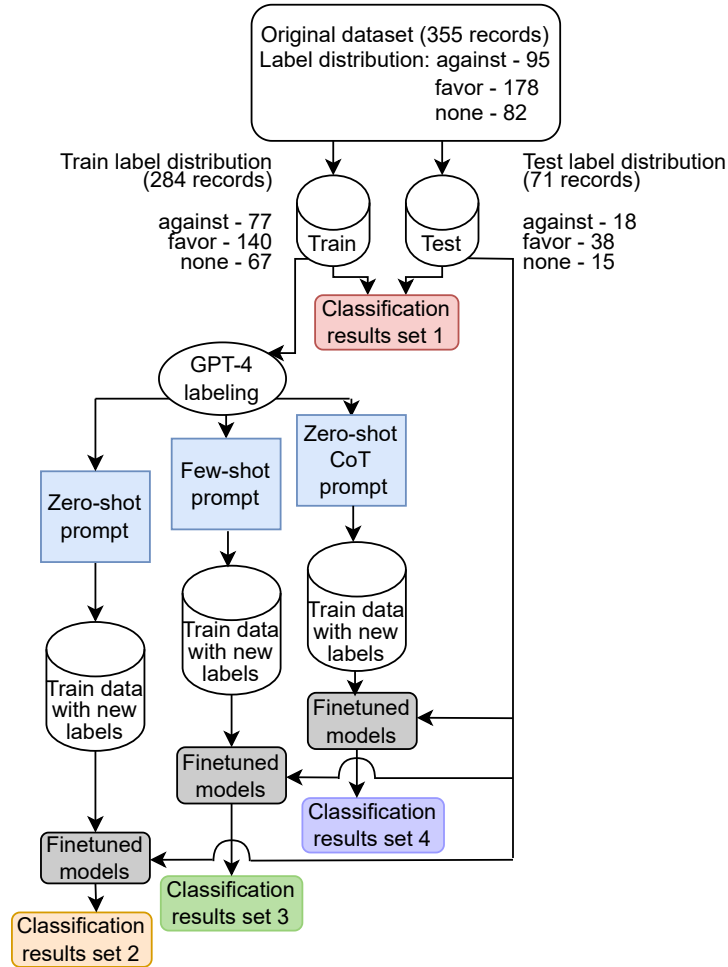 Original dataset (355 records)
Label distribution: against - 95
favor - 178
none - 82
Train label distribution
(284 records)
against - 77
favor - 140
none - 67
Train
Test
Test label distribution
(71 records)
against - 18
favor - 38
none - 15
Classification
results set 1
GPT-4
labeling
Zero-shot
prompt
Few-shot
prompt
Zero-shot
CoT
prompt
Train data
with new
labels
Train data
with new
labels
Train data
with new
labels
Finetuned
models
Finetuned
models
Finetuned
models
Classification
results set 4
Classification
results set 3
Classification
results set 2